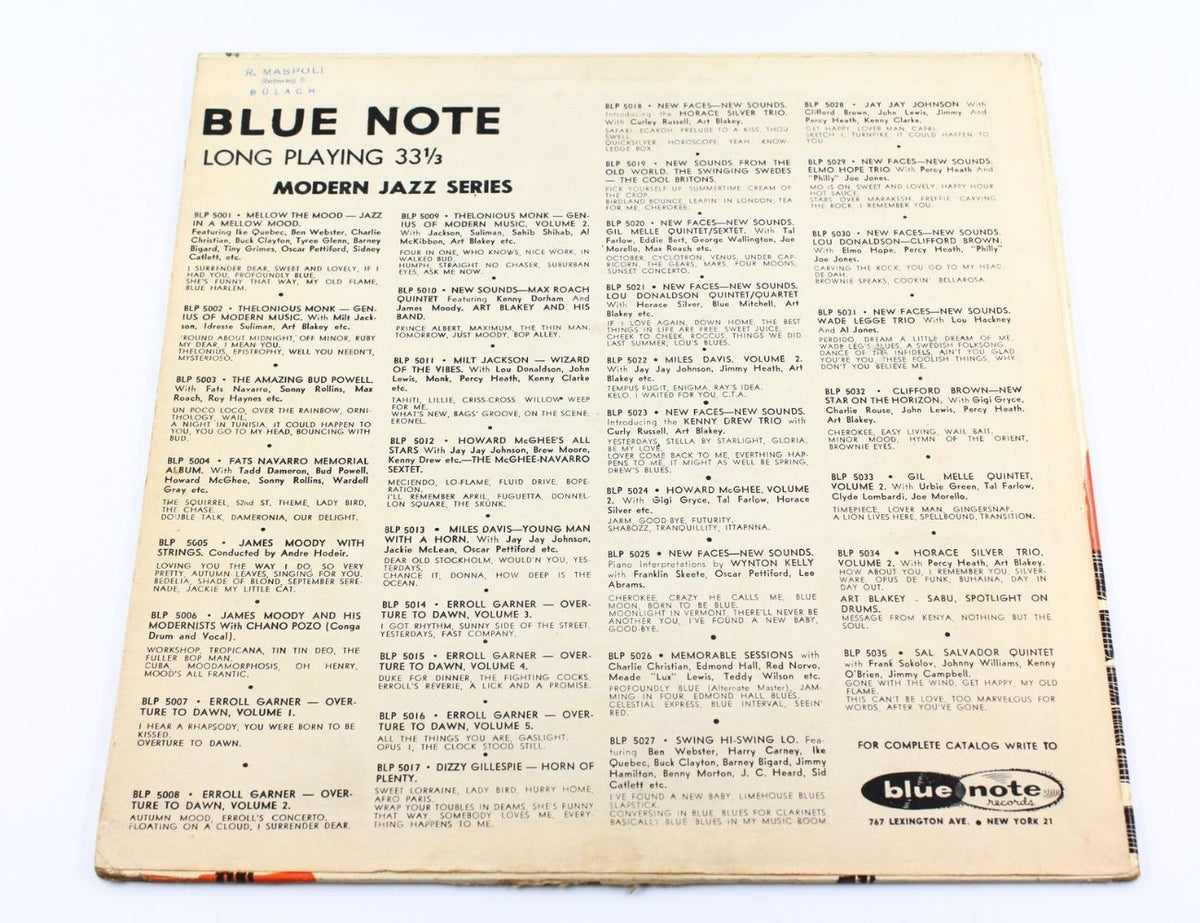 R. MASPOLI
Rebweg 6
BÜLACH
BLUE NOTE
LONG PLAYING 33⅓
MODERN JAZZ SERIES
BLP 5001 • MELLOW THE MOOD — JAZZ
IN A MELLOW MOOD.
Featuring Ike Quebec, Ben Webster, Charlie
Christian, Buck Clayton, Tyree Glenn, Barney
Bigard, Tiny Grimes, Oscar Pettiford, Sidney
Catlett, etc.
I SURRENDER DEAR, SWEET AND LOVELY, IF I
HAD YOU, PROFOUNDLY BLUE.
SHE'S FUNNY THAT WAY, MY OLD FLAME,
BLUE HARLEM.
•
BLP 5002 • THELONIOUS MONK — GEN-
IUS OF MODERN MUSIC. With Milt Jack-
son, Idresse Suliman, Art Blakey etc.
'ROUND ABOUT MIDNIGHT, OFF MINOR, RUBY
MY DEAR, I MEAN YOU.
THELONIUS, EPISTROPHY, WELL YOU NEEDN'T,
MYSTERIOSO.
•
BLP 5003 • THE AMAZING BUD POWELL.
With Fats Navarro, Sonny Rollins, Max
Roach, Roy Haynes etc.
UN POCO LOCO, OVER THE RAINBOW, ORNI-
THOLOGY, WAIL.
A NIGHT IN TUNISIA, IT COULD HAPPEN TO
YOU, YOU GO TO MY HEAD, BOUNCING WITH
BUD.
•
BLP 5004 • FATS NAVARRO MEMORIAL
ALBUM. With Tadd Dameron, Bud Powell,
Howard McGhee, Sonny Rollins, Wardell
Gray etc.
THE SQUIRREL, 52nd ST. THEME, LADY BIRD,
THE CHASE.
DOUBLE TALK, DAMERONIA, OUR DELIGHT.
•
BLP 5005 • JAMES MOODY WITH
STRINGS. Conducted by Andre Hodeir.
LOVING YOU THE WAY I DO, SO VERY
PRETTY, AUTUMN LEAVES, SINGING FOR YOU.
BEDELIA, SHADE OF BLOND, SEPTEMBER SERE-
NADE, JACKIE MY LITTLE CAT.
•
BLP 5006 • JAMES MOODY AND HIS
MODERNISTS With CHANO POZO (Conga
Drum and Vocal).
WORKSHOP, TROPICANA, TIN TIN DEO, THE
FULLER BOP MAN.
CUBA, MOODAMORPHOSIS, OH HENRY,
MOOD'S ALL FRANTIC.
•
BLP 5007 • ERROLL GARNER — OVER-
TURE TO DAWN, VOLUME 1.
I HEAR A RHAPSODY, YOU WERE BORN TO BE
KISSED.
OVERTURE TO DAWN.
•
BLP 5008 • ERROLL GARNER — OVER-
TURE TO DAWN, VOLUME 2.
AUTUMN MOOD, ERROLL'S CONCERTO,
FLOATING ON A CLOUD, I SURRENDER DEAR.
BLP 5009 • THELONIOUS MONK — GEN-
IUS OF MODERN MUSIC, VOLUME 2.
With Jackson, Suliman, Sahib Shihab, Al
McKibbon, Art Blakey etc.
FOUR IN ONE, WHO KNOWS, NICE WORK, IN
WALKED BUD.
HUMPH, STRAIGHT NO CHASER, SUBURBAN
EYES, ASK ME NOW.
•
BLP 5010 • NEW SOUNDS—MAX ROACH
QUINTET Featuring Kenny Dorham And
James Moody. ART BLAKEY AND HIS
BAND.
PRINCE ALBERT, MAXIMUM, THE THIN MAN,
TOMORROW, JUST MOODY, BOP ALLEY.
•
BLP 5011 • MILT JACKSON — WIZARD
OF THE VIBES. With Lou Donaldson, John
Lewis, Monk, Percy Heath, Kenny Clarke
etc.
TAHITI, LILLIE, CRISS-CROSS WILLOW WEEP
FOR ME.
WHAT'S NEW, BAGS' GROOVE, ON THE SCENE,
ERONEL.
•
BLP 5012 • HOWARD McGHEE'S ALL
STARS With Jay Jay Johnson, Brew Moore,
Kenny Drew etc.—THE McGHEE-NAVARRO
SEXTET.
MECIENDO, LO-FLAME, FLUID DRIVE, BOPE-
RATION.
I'LL REMEMBER APRIL, FUGUETTA, DONNEL-
LON SQUARE, THE SKUNK.
•
BLP 5013 • MILES DAVIS—YOUNG MAN
WITH A HORN. With Jay Jay Johnson,
Jackie McLean, Oscar Pettiford etc.
DEAR OLD STOCKHOLM, WOULD'N YOU, YES-
TERDAYS.
CHANCE IT, DONNA, HOW DEEP IS THE
OCEAN.
•
BLP 5014 • ERROLL GARNER — OVER-
TURE TO DAWN, VOLUME 3.
I GOT RHYTHM, SUNNY SIDE OF THE STREET,
YESTERDAYS, FAST COMPANY.
•
BLP 5015 • ERROLL GARNER — OVER-
TURE TO DAWN, VOLUME 4.
DUKE FOR DINNER, THE FIGHTING COCKS,
ERROLL'S REVERIE, A LICK AND A PROMISE.
•
BLP 5016 • ERROLL GARNER — OVER-
TURE TO DAWN, VOLUME 5.
ALL THE THINGS YOU ARE, GASLIGHT.
OPUS 1, THE CLOCK STOOD STILL.
•
BLP 5017 • DIZZY GILLESPIE — HORN OF
PLENTY.
SWEET LORRAINE, LADY BIRD, HURRY HOME,
AFRO PARIS.
WRAP YOUR TOUBLES IN DEAMS, SHE'S FUNNY
THAT WAY, SOMEBODY LOVES ME, EVERY-
THING HAPPENS TO ME.
BLP 5018 • NEW FACES—NEW SOUNDS.
Introducing the HORACE SILVER TRIO.
With Curley Russell, Art Blakey.
SAFARI, ECAROH, PRELUDE TO A KISS, THOU
SWELL.
QUICKSILVER, HOROSCOPE, YEAH, KNOW-
LEDGE BOX.
•
BLP 5019 • NEW SOUNDS FROM THE
OLD WORLD. THE SWINGING SWEDES
— THE COOL BRITONS.
PICK YOURSELF UP, SUMMERTIME, CREAM OF
THE CROP.
BIRDLAND BOUNCE, LEAPIN' IN LONDON, TEA
FOR ME, CHEROKEE.
•
BLP 5020 • NEW FACES—NEW SOUNDS.
GIL MELLE QUINTET/SEXTET. With Tal
Farlow, Eddie Bert, George Wallington, Joe
Morello, Max Roach etc.
OCTOBER, CYCLOTRON, VENUS, UNDER CAP-
RICORN, THE GEARS, MARS, FOUR MOONS,
SUNSET CONCERTO.
•
BLP 5021 • NEW FACES—NEW SOUNDS.
LOU DONALDSON QUINTET/QUARTET
With Horace Silver, Blue Mitchell, Art
Blakey etc.
IF I LOVE AGAIN, DOWN HOME, THE BEST
THINGS IN LIFE ARE FREE, SWEET JUICE,
CHEEK TO CHEEK, ROCCUS, THINGS WE DID
LAST SUMMER, LOU'S BLUES.
•
BLP 5022 • MILES DAVIS, VOLUME 2.
With Jay Jay Johnson, Jimmy Heath, Art
Blakey etc.
TEMPUS FUGIT, ENIGMA, RAY'S IDEA.
KELO, I WAITED FOR YOU, C.T.A.
•
BLP 5023 • NEW FACES—NEW SOUNDS.
Introducing the KENNY DREW TRIO with
Curly Russell, Art Blakey.
YESTERDAYS, STELLA BY STARLIGHT, GLORIA,
BE MY LOVE.
LOVER COME BACK TO ME, EVERTHING HAP-
PENS TO ME, IT MIGHT AS WELL BE SPRING,
DREW'S BLUES.
•
BLP 5024 • HOWARD McGHEE, VOLUME
2. With Gigi Gryce, Tal Farlow, Horace
Silver etc.
JARM, GOOD-BYE, FUTURITY.
SHABOZZ, TRANQUILLITY, ITTAPNNA.
•
BLP 5025 • NEW FACES—NEW SOUNDS,
Piano Interpretations by WYNTON KELLY
with Franklin Skeete, Oscar Pettiford, Lee
Abrams.
CHEROKEE, CRAZY HE CALLS ME, BLUE
MOON, BORN TO BE BLUE.
MOONLIGHT IN VERMONT, THERE'LL NEVER BE
ANOTHER YOU, I'VE FOUND A NEW BABY,
GOOD-BYE.
•
BLP 5026 • MEMORABLE SESSIONS with
Charlie Christian, Edmond Hall, Red Norvo,
Meade "Lux" Lewis, Teddy Wilson etc.
PROFOUNDLY BLUE (Alternate Master), JAM-
MING IN FOUR, EDMOND HALL BLUES.
CELESTIAL EXPRESS, BLUE INTERVAL, SEEIN'
RED.
•
BLP 5027 • SWING HI-SWING LO. Fea-
turing Ben Webster, Harry Carney, Ike
Quebec, Buck Clayton, Barney Bigard, Jimmy
Hamilton, Benny Morton, J. C. Heard, Sid
Catlett etc.
I'VE FOUND A NEW BABY, LIMEHOUSE BLUES,
SLAPSTICK.
CONVERSING IN BLUE, BLUES FOR CLARINETS,
BASICALLY BLUE, BLUES IN MY MUSIC ROOM.
BLP 5028 • JAY JAY JOHNSON With
Clifford Brown, John Lewis, Jimmy And
Percy Heath, Kenny Clarke.
GET HAPPY, LOVER MAN, CAPRI.
SKETCH I, TURNPIKE, IT COULD HAPPEN TO
YOU.
•
BLP 5029 • NEW FACES—NEW SOUNDS.
ELMO HOPE TRIO With Percy Heath And
"Philly" Joe Jones.
MO IS ON, SWEET AND LOVELY, HAPPY HOUR,
HOT SAUCE.
STARS OVER MARAKESH, FREFFIE, CARVING
THE ROCK, I REMEMBER YOU.
•
BLP 5030 • NEW FACES—NEW SOUNDS.
LOU DONALDSON—CLIFFORD BROWN.
With Elmo Hope, Percy Heath, "Philly"
Joe Jones.
CARVING THE ROCK, YOU GO TO MY HEAD,
DE-DAH.
BROWNIE SPEAKS, COOKIN', BELLAROSA.
•
BLP 5031 • NEW FACES—NEW SOUNDS.
WADE LEGGE TRIO With Lou Hackney
And Al Jones.
PERDIDO, DREAM A LITTLE DREAM OF ME,
WADE LEG'S BLUES, A SWEDISH FOLKSONG.
DANCE OF THE INFIDELS, AIN'T YOU GLAD
YOU'RE YOU, THESE FOOLISH THINGS, WHY
DON'T YOU BELIEVE ME.
•
BLP 5032 • CLIFFORD BROWN—NEW
STAR ON THE HORIZON. With Gigi Gryce,
Charlie Rouse, John Lewis, Percy Heath,
Art Blakey.
CHEROKEE, EASY LIVING, WAIL BAIT.
MINOR MOOD, HYMN OF THE ORIENT,
BROWNIE EYES.
•
BLP 5033 • GIL MELLE QUINTET,
VOLUME 2. With Urbie Green, Tal Farlow,
Clyde Lombardi, Joe Morello.
TIMEPIECE, LOVER MAN, GINGERSNAP.
A LION LIVES HERE, SPELLBOUND, TRANSITION.
•
BLP 5034 • HORACE SILVER TRIO,
VOLUME 2. With Percy Heath, Art Blakey.
HOW ABOUT YOU, I REMEMBER YOU, SILVER-
WARE, OPUS DE FUNK, BUHAINA, DAY IN
DAY OUT.
ART BLAKEY - SABU, SPOTLIGHT ON
DRUMS.
MESSAGE FROM KENYA, NOTHING BUT THE
SOUL.
•
BLP 5035 • SAL SALVADOR QUINTET
with Frank Sokolov, Johnny Williams, Kenny
O'Brien, Jimmy Campbell.
GONE WITH THE WIND, GET HAPPY, MY OLD
FLAME.
THIS CAN'T BE LOVE, TOO MARVELOUS FOR
WORDS, AFTER YOU'VE GONE.
FOR COMPLETE CATALOG WRITE TO
blue note
records
767 LEXINGTON AVE. • NEW YORK 21